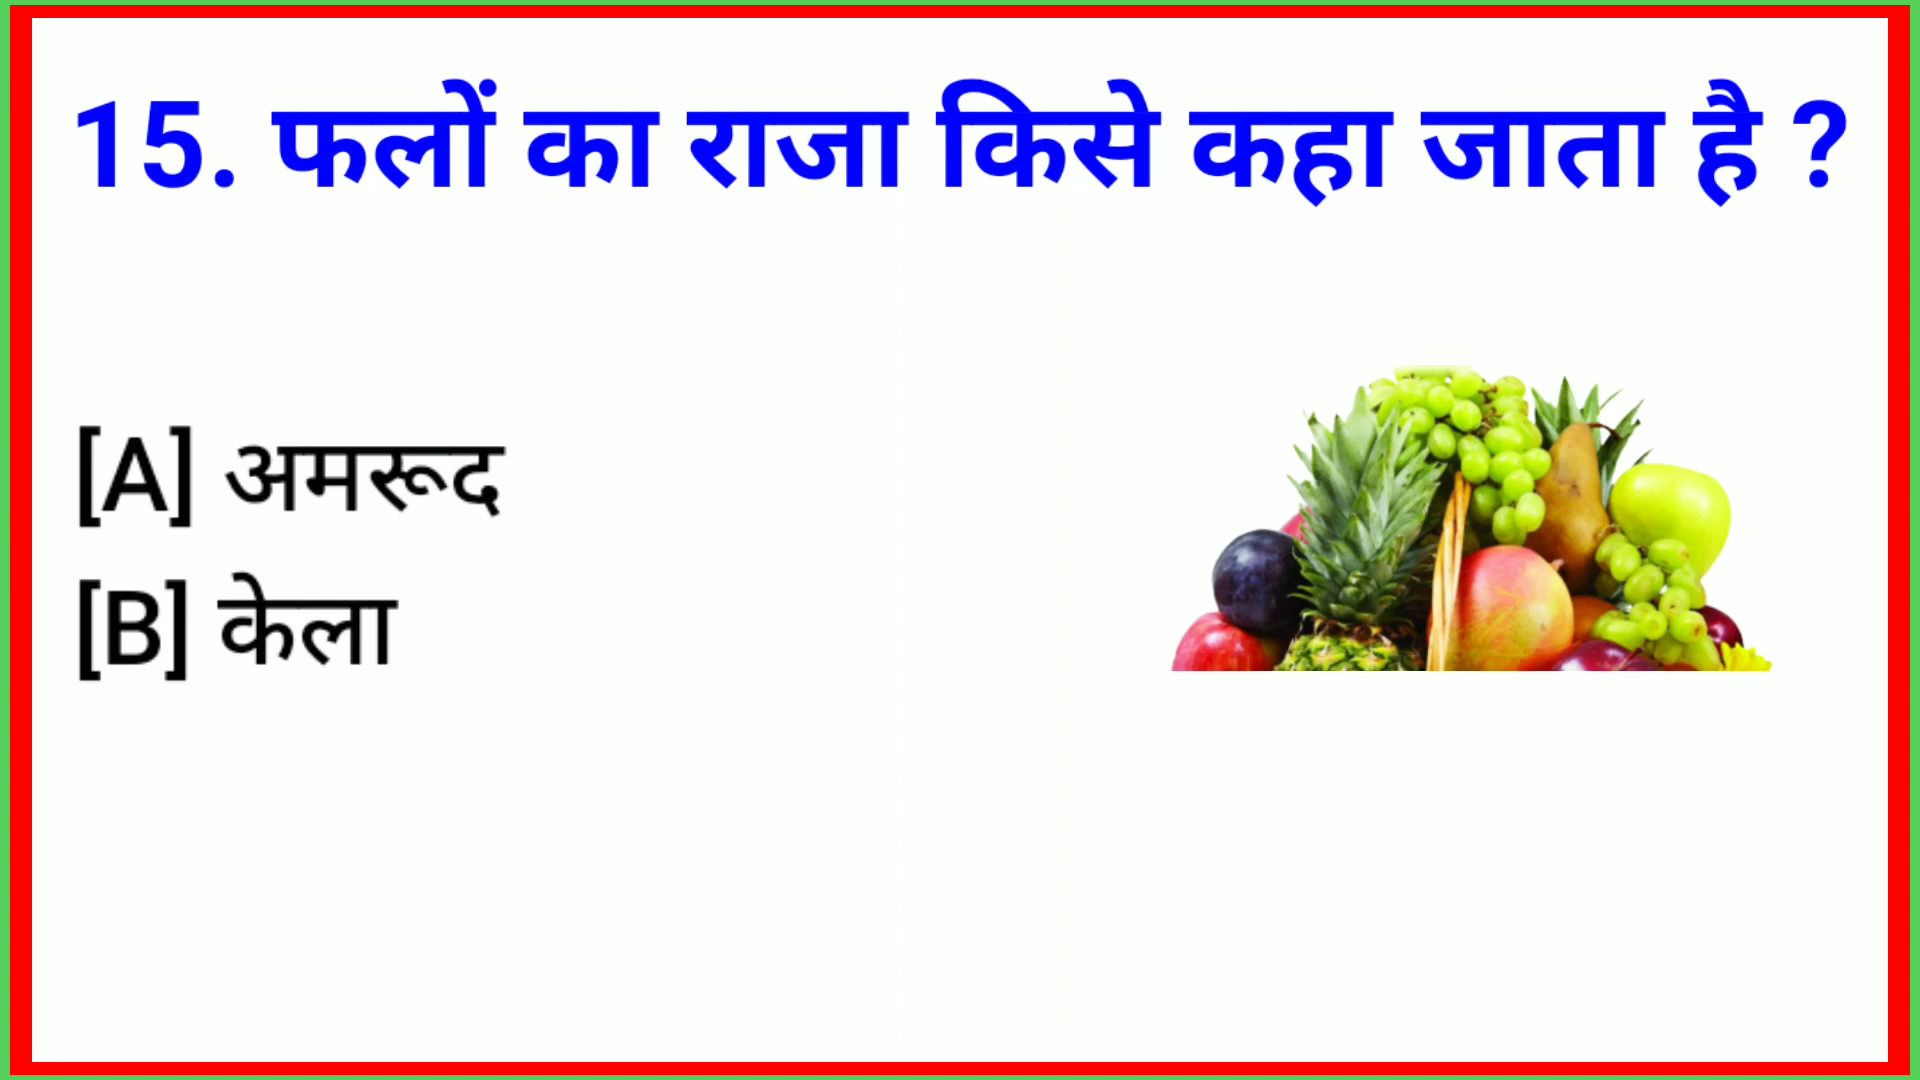 15. फलों का राजा किसे कहा जाता है ?
[A] अमरूद
[B] केला